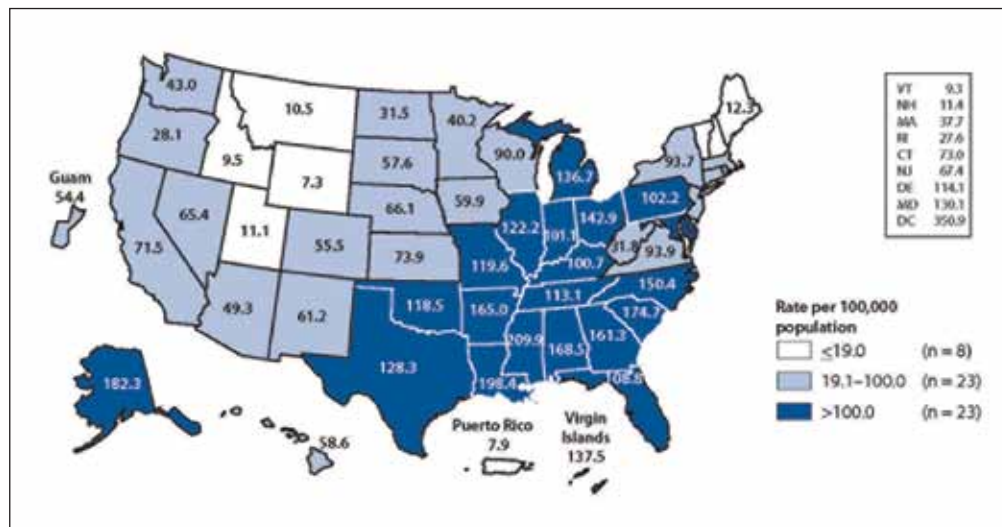 43.0
10.5
31.5
40.2
12.3
28.1
9.5
57.6
90.0
93.7
7.3
136.7
Guam
54.4
65.4
11.1
66.1
59.9
102.2
142.9
122.2
191.1
71.5
55.5
73.9
119.6
31.8
93.9
100.7
150.4
113.1
49.3
61.2
118.5
165.0
174.7
209.9
168.5
161.3
128.3
198.4
108.8
182.3
58.6
Puerto Rico
7.9
Virgin
Islands
137.5
VT 9.3
NH 11.4
MA 37.7
RI 27.6
CT 73.0
NJ 67.4
DE 114.1
MD 130.1
DC 350.9
Rate per 100,000
population
≤19.0 (n = 8)
19.1–100.0 (n = 23)
>100.0 (n = 23)